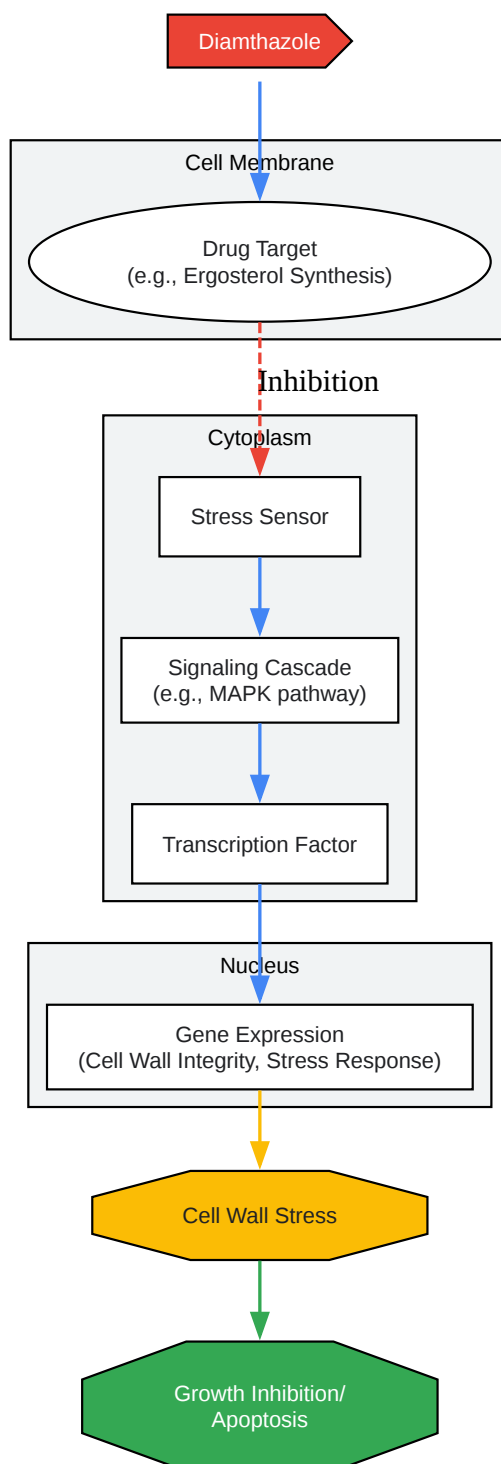 Diamthazole
Cell Membrane
Drug Target
(e.g., Ergosterol Synthesis)
Inhibition
Cytoplasm
Stress Sensor
Signaling Cascade
(e.g., MAPK pathway)
Transcription Factor
Nucleus
Gene Expression
(Cell Wall Integrity, Stress Response)
Cell Wall Stress
Growth Inhibition/
Apoptosis